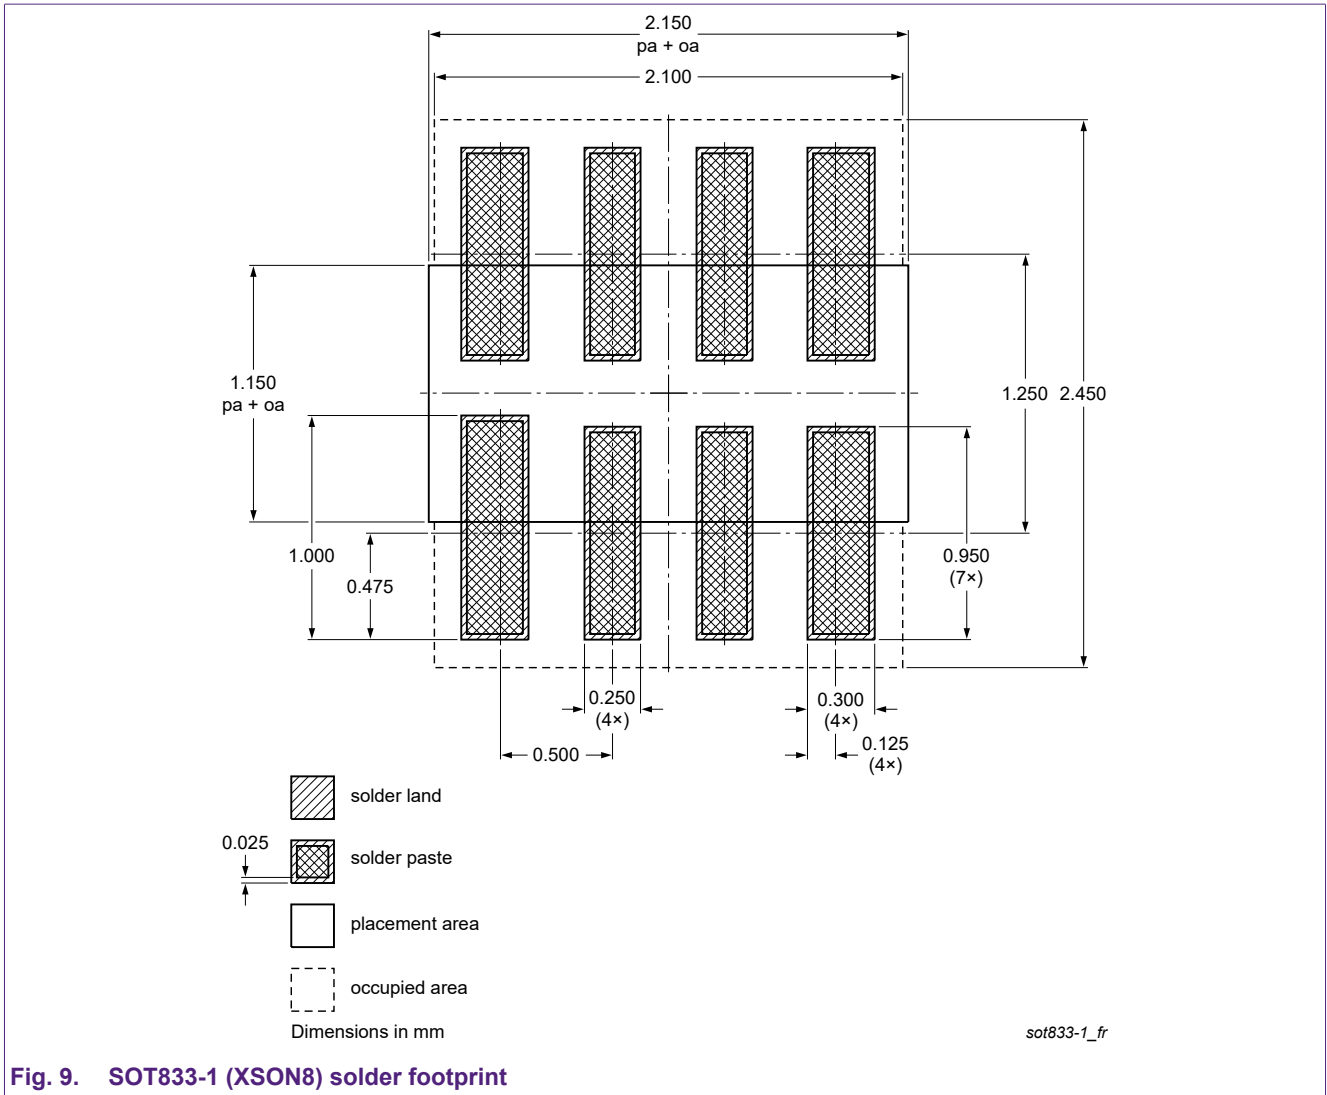 2.150
pa + oa
2.100
1.150
pa + oa
1.250
2.450
1.000
0.475
0.950
(7×)
0.250
(4×)
0.300
(4×)
0.500
0.125
(4×)
solder land
0.025
solder paste
placement area
occupied area
Dimensions in mm
sot833-1_fr
Fig. 9. SOT833-1 (XSON8) solder footprint